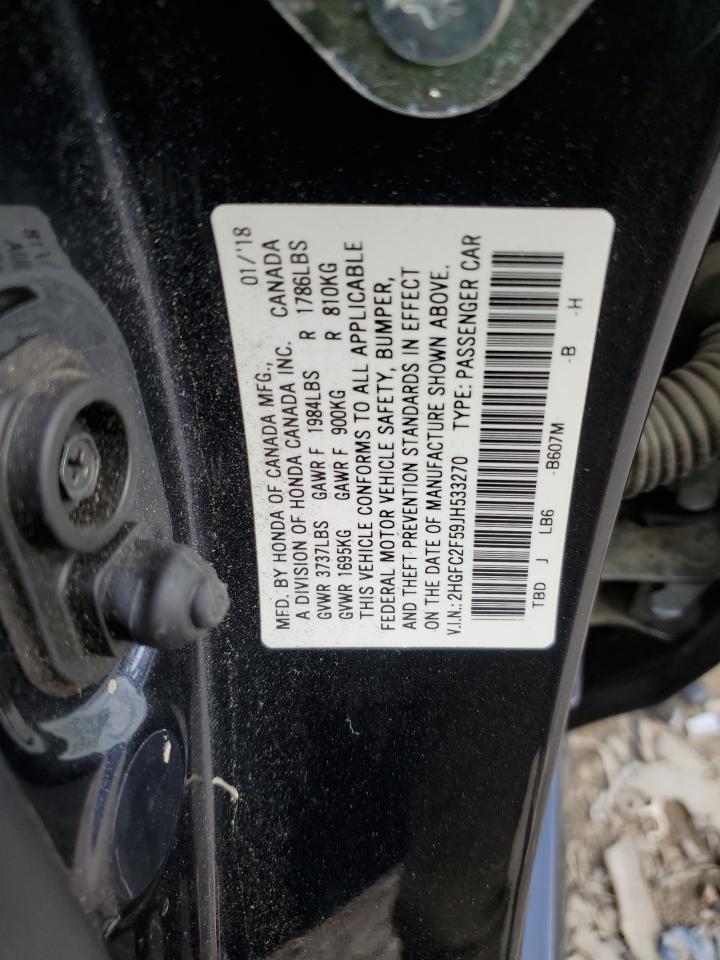 MFD. BY HONDA OF CANADA MFG., 01/'18
A DIVISION OF HONDA CANADA INC. CANADA
GVWR 3737LBS GAWR F 1984LBS R 1786LBS
GVWR 1695KG GAWR F 900KG R 810KG
THIS VEHICLE CONFORMS TO ALL APPLICABLE
FEDERAL MOTOR VEHICLE SAFETY, BUMPER,
AND THEFT PREVENTION STANDARDS IN EFFECT
ON THE DATE OF MANUFACTURE SHOWN ABOVE.
V.I.N.: 2HGFC2F59JH533270 TYPE: PASSENGER CAR
TBD J LB6 -B607M -B -H